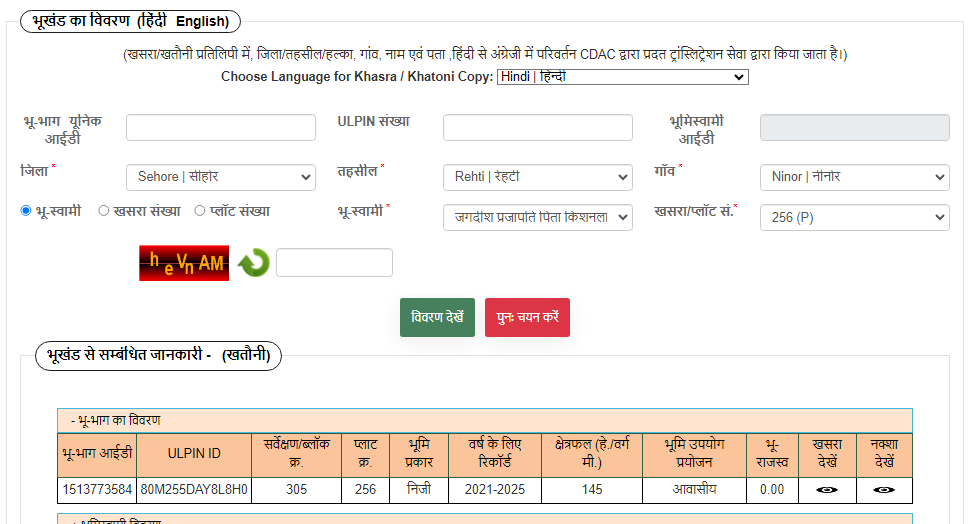 भूखंड का विवरण (हिंदी English)
(खसरा/खतौनी प्रतिलिपी में, जिला/तहसील/हल्का, गांव, नाम एवं पता ,हिंदी से अंग्रेजी में परिवर्तन CDAC द्वारा प्रदत ट्रांस्लिट्रेशन सेवा द्वारा किया जाता है।)
Choose Language for Khasra / Khatoni Copy: Hindi | हिन्दी
भू-भाग यूनिक आईडी ULPIN संख्या भूमिस्वामी आईडी
जिला * Sehore | सीहोर तहसील * Rehti | रेहटी गाँव * Ninor | नीनोर
भू-स्वामी खसरा संख्या प्लॉट संख्या भू-स्वामी * जगदीश प्रजापति पिता किशनला खसरा/प्लॉट सं.* 256 (P)
h e V n AM
विवरण देखें पुनः चयन करें
भूखंड से सम्बंधित जानकारी - (खतौनी)
- भू-भाग का विवरण
भू-भाग आईडी ULPIN ID सर्वेक्षण/ब्लॉक क्र. प्लाट क्र. भूमि प्रकार वर्ष के लिए रिकॉर्ड क्षेत्रफल (हे./वर्ग मी.) भूमि उपयोग प्रयोजन भू-राजस्व खसरा देखें नक्शा देखें
1513773584 80M255DAY8L8H0 305 256 निजी 2021-2025 145 आवासीय 0.00